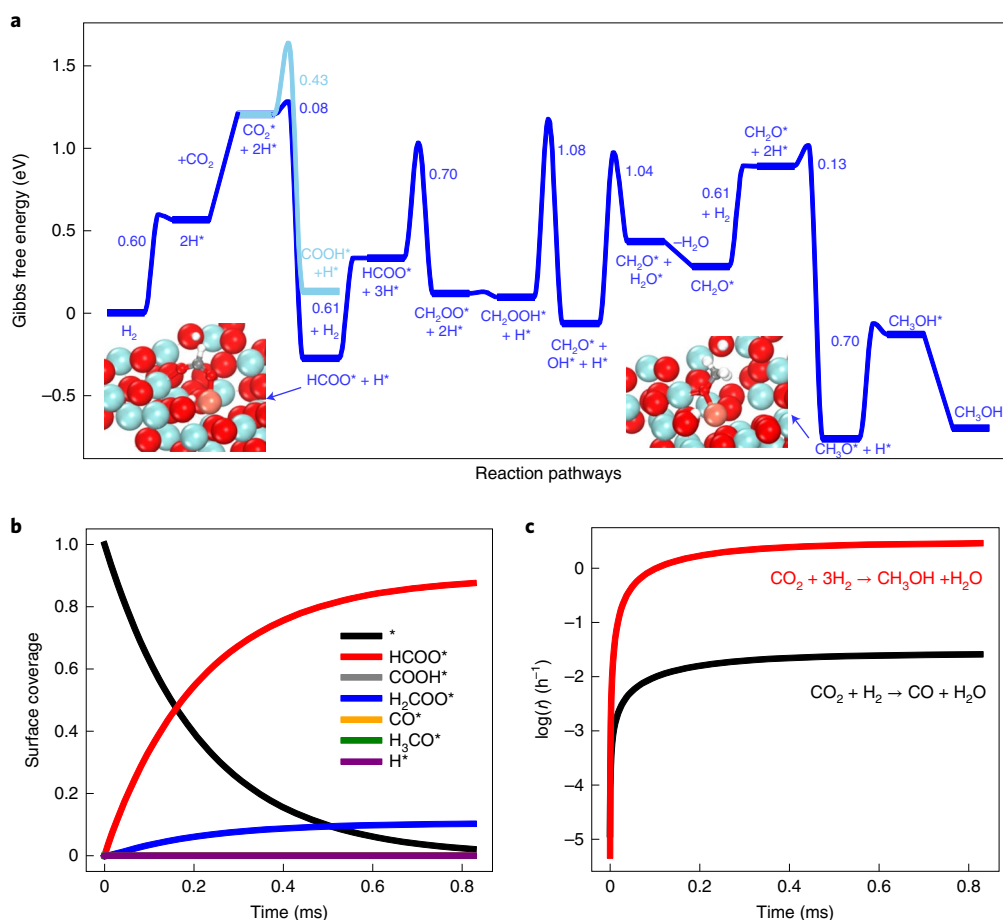 a
Gibbs free energy (eV)
1.5
1.0
0.5
0
−0.5
H₂
0.60
2H*
+CO₂
CO₂*
+ 2H*
0.43
0.08
COOH*
+H*
0.61
+ H₂
HCOO* + H*
HCOO*
+ 3H*
0.70
CH₂OO*
+ 2H*
CH₂OOH*
+ H*
1.08
CH₂O* +
OH* + H*
1.04
CH₂O* +
H₂O*
−H₂O
CH₂O*
0.61
+ H₂
CH₂O*
+ 2H*
0.13
CH₃O* + H*
0.70
CH₃OH*
CH₃OH
Reaction pathways
b
Surface coverage
1.0
0.8
0.6
0.4
0.2
0
*
HCOO*
COOH*
H₂COO*
CO*
H₃CO*
H*
0 0.2 0.4 0.6 0.8
Time (ms)
c
log(r) (h⁻¹)
0
−1
−2
−3
−4
−5
CO₂ + 3H₂ → CH₃OH +H₂O
CO₂ + H₂ → CO + H₂O
0 0.2 0.4 0.6 0.8
Time (ms)